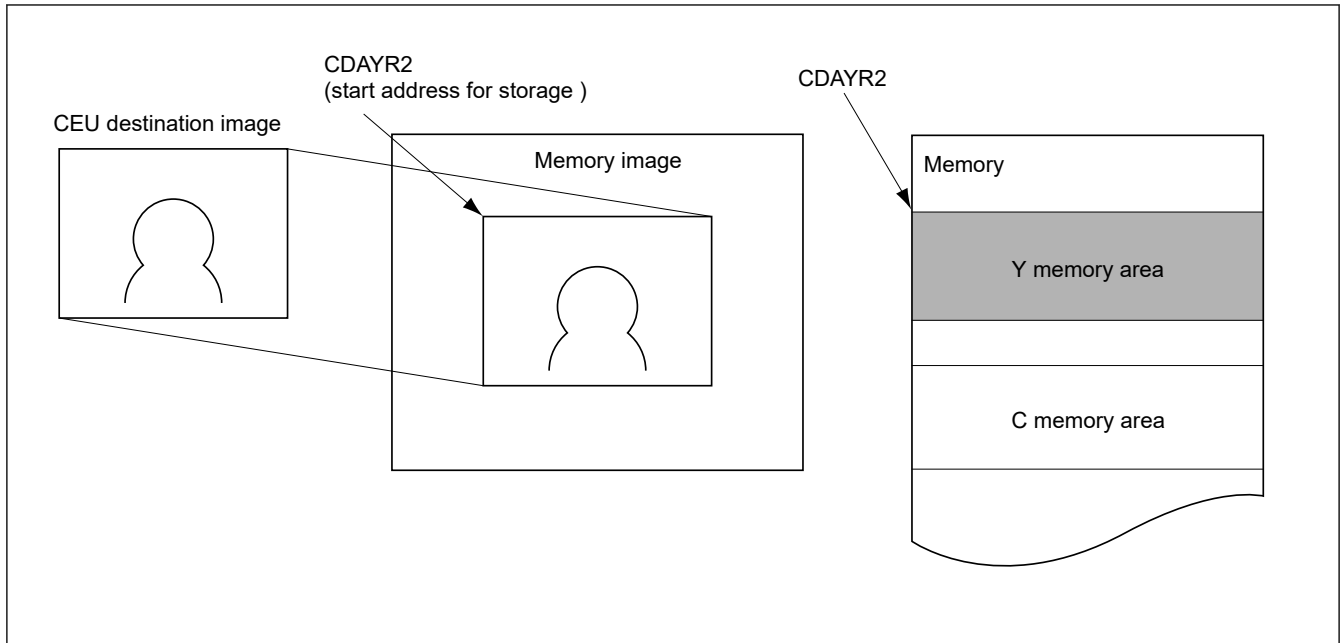 CDAYR2
(start address for storage )
CEU destination image
Memory image
CDAYR2
Memory
Y memory area
C memory area